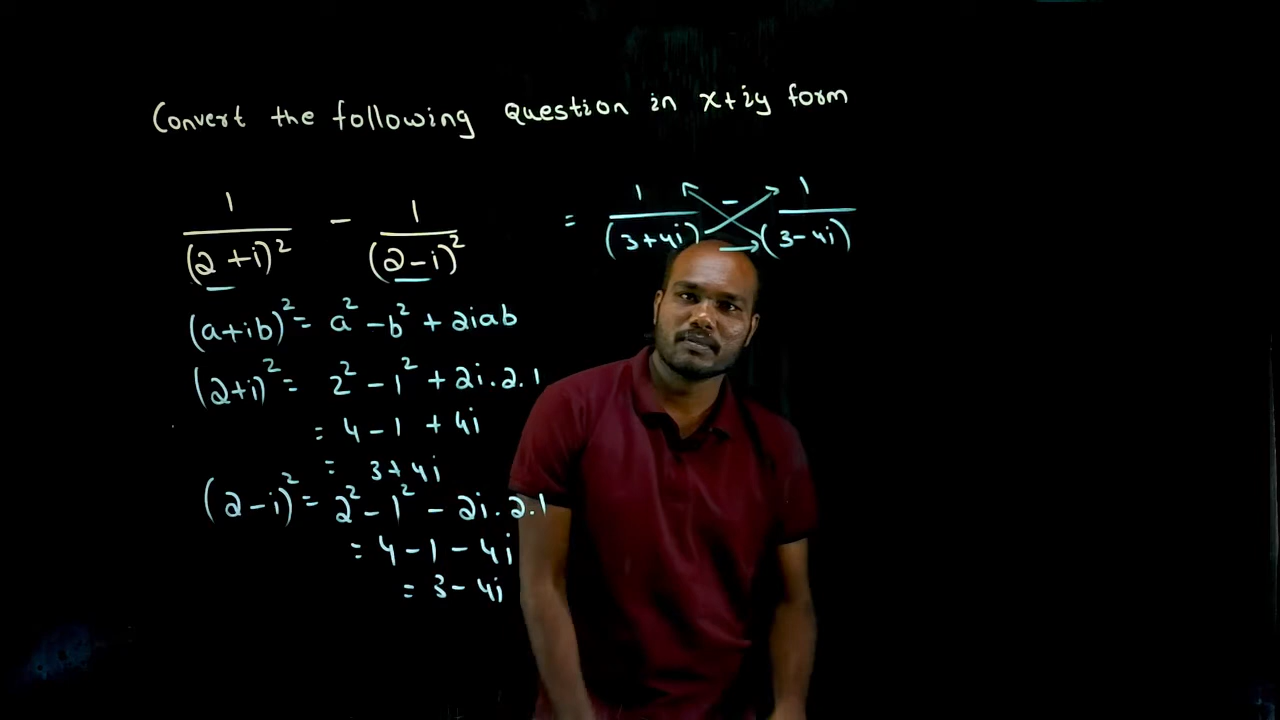 Convert the following question in x+iy form
1/(2+i)² - 1/(2-i)² = 1/(3+4i) - 1/(3-4i)
(a+ib)² = a² - b² + 2iab
(2+i)² = 2² - 1² + 2i.2.1
= 4 - 1 + 4i
= 3+4i
(2-i)² = 2² - 1² - 2i.2.1
= 4 - 1 - 4i
= 3 - 4i